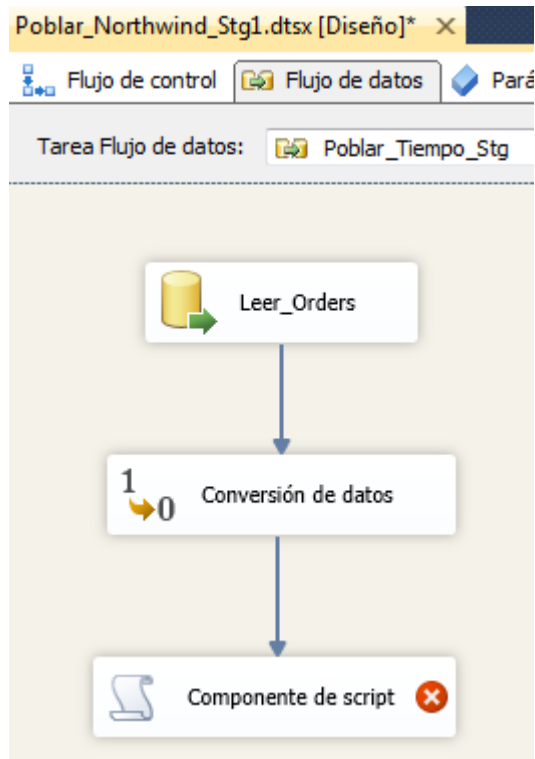 Poblar_Northwind_Stg1.dtsx [Diseño]*
Flujo de control Flujo de datos Pará
Tarea Flujo de datos: Poblar_Tiempo_Stg
Leer_Orders
1
0
Conversión de datos
Componente de script